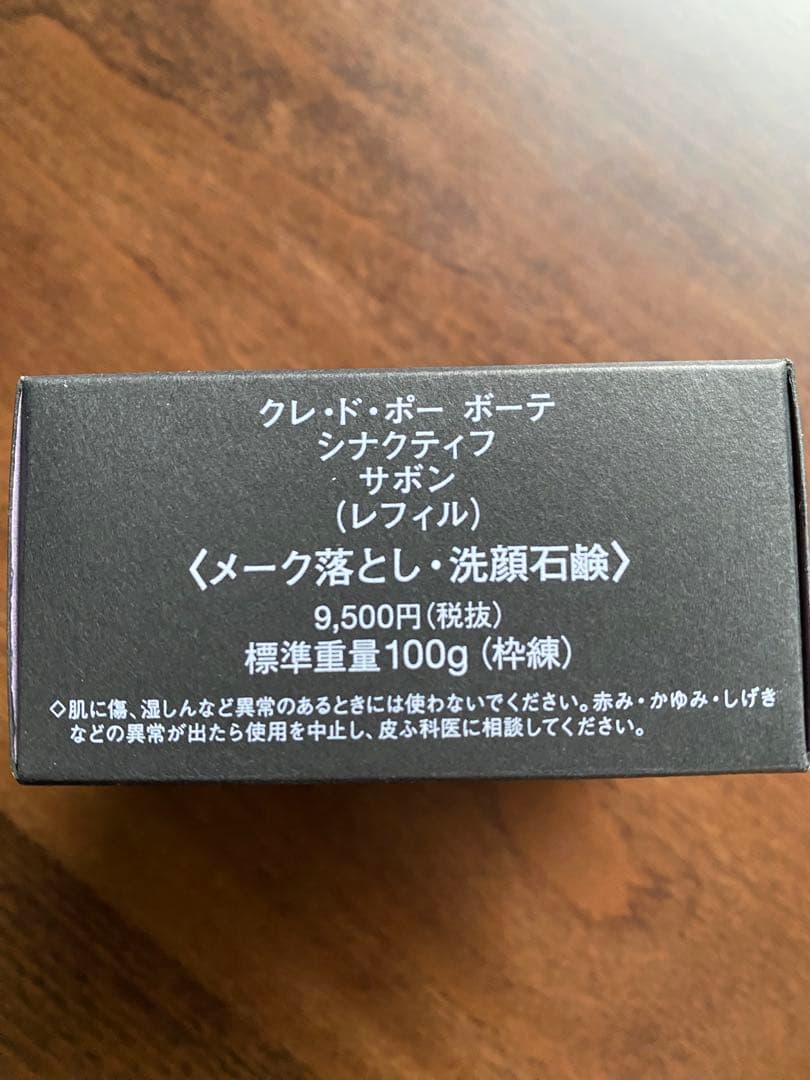 クレ・ド・ポー ボーテ
シナクティフ
サボン
(レフィル)
〈メーク落とし・洗顔石鹸〉
9,500円(税抜)
標準重量100g(枠練)
◇肌に傷、湿しんなど異常のあるときには使わないでください。赤み・かゆみ・しげき
などの異常が出たら使用を中止し、皮ふ科医に相談してください。